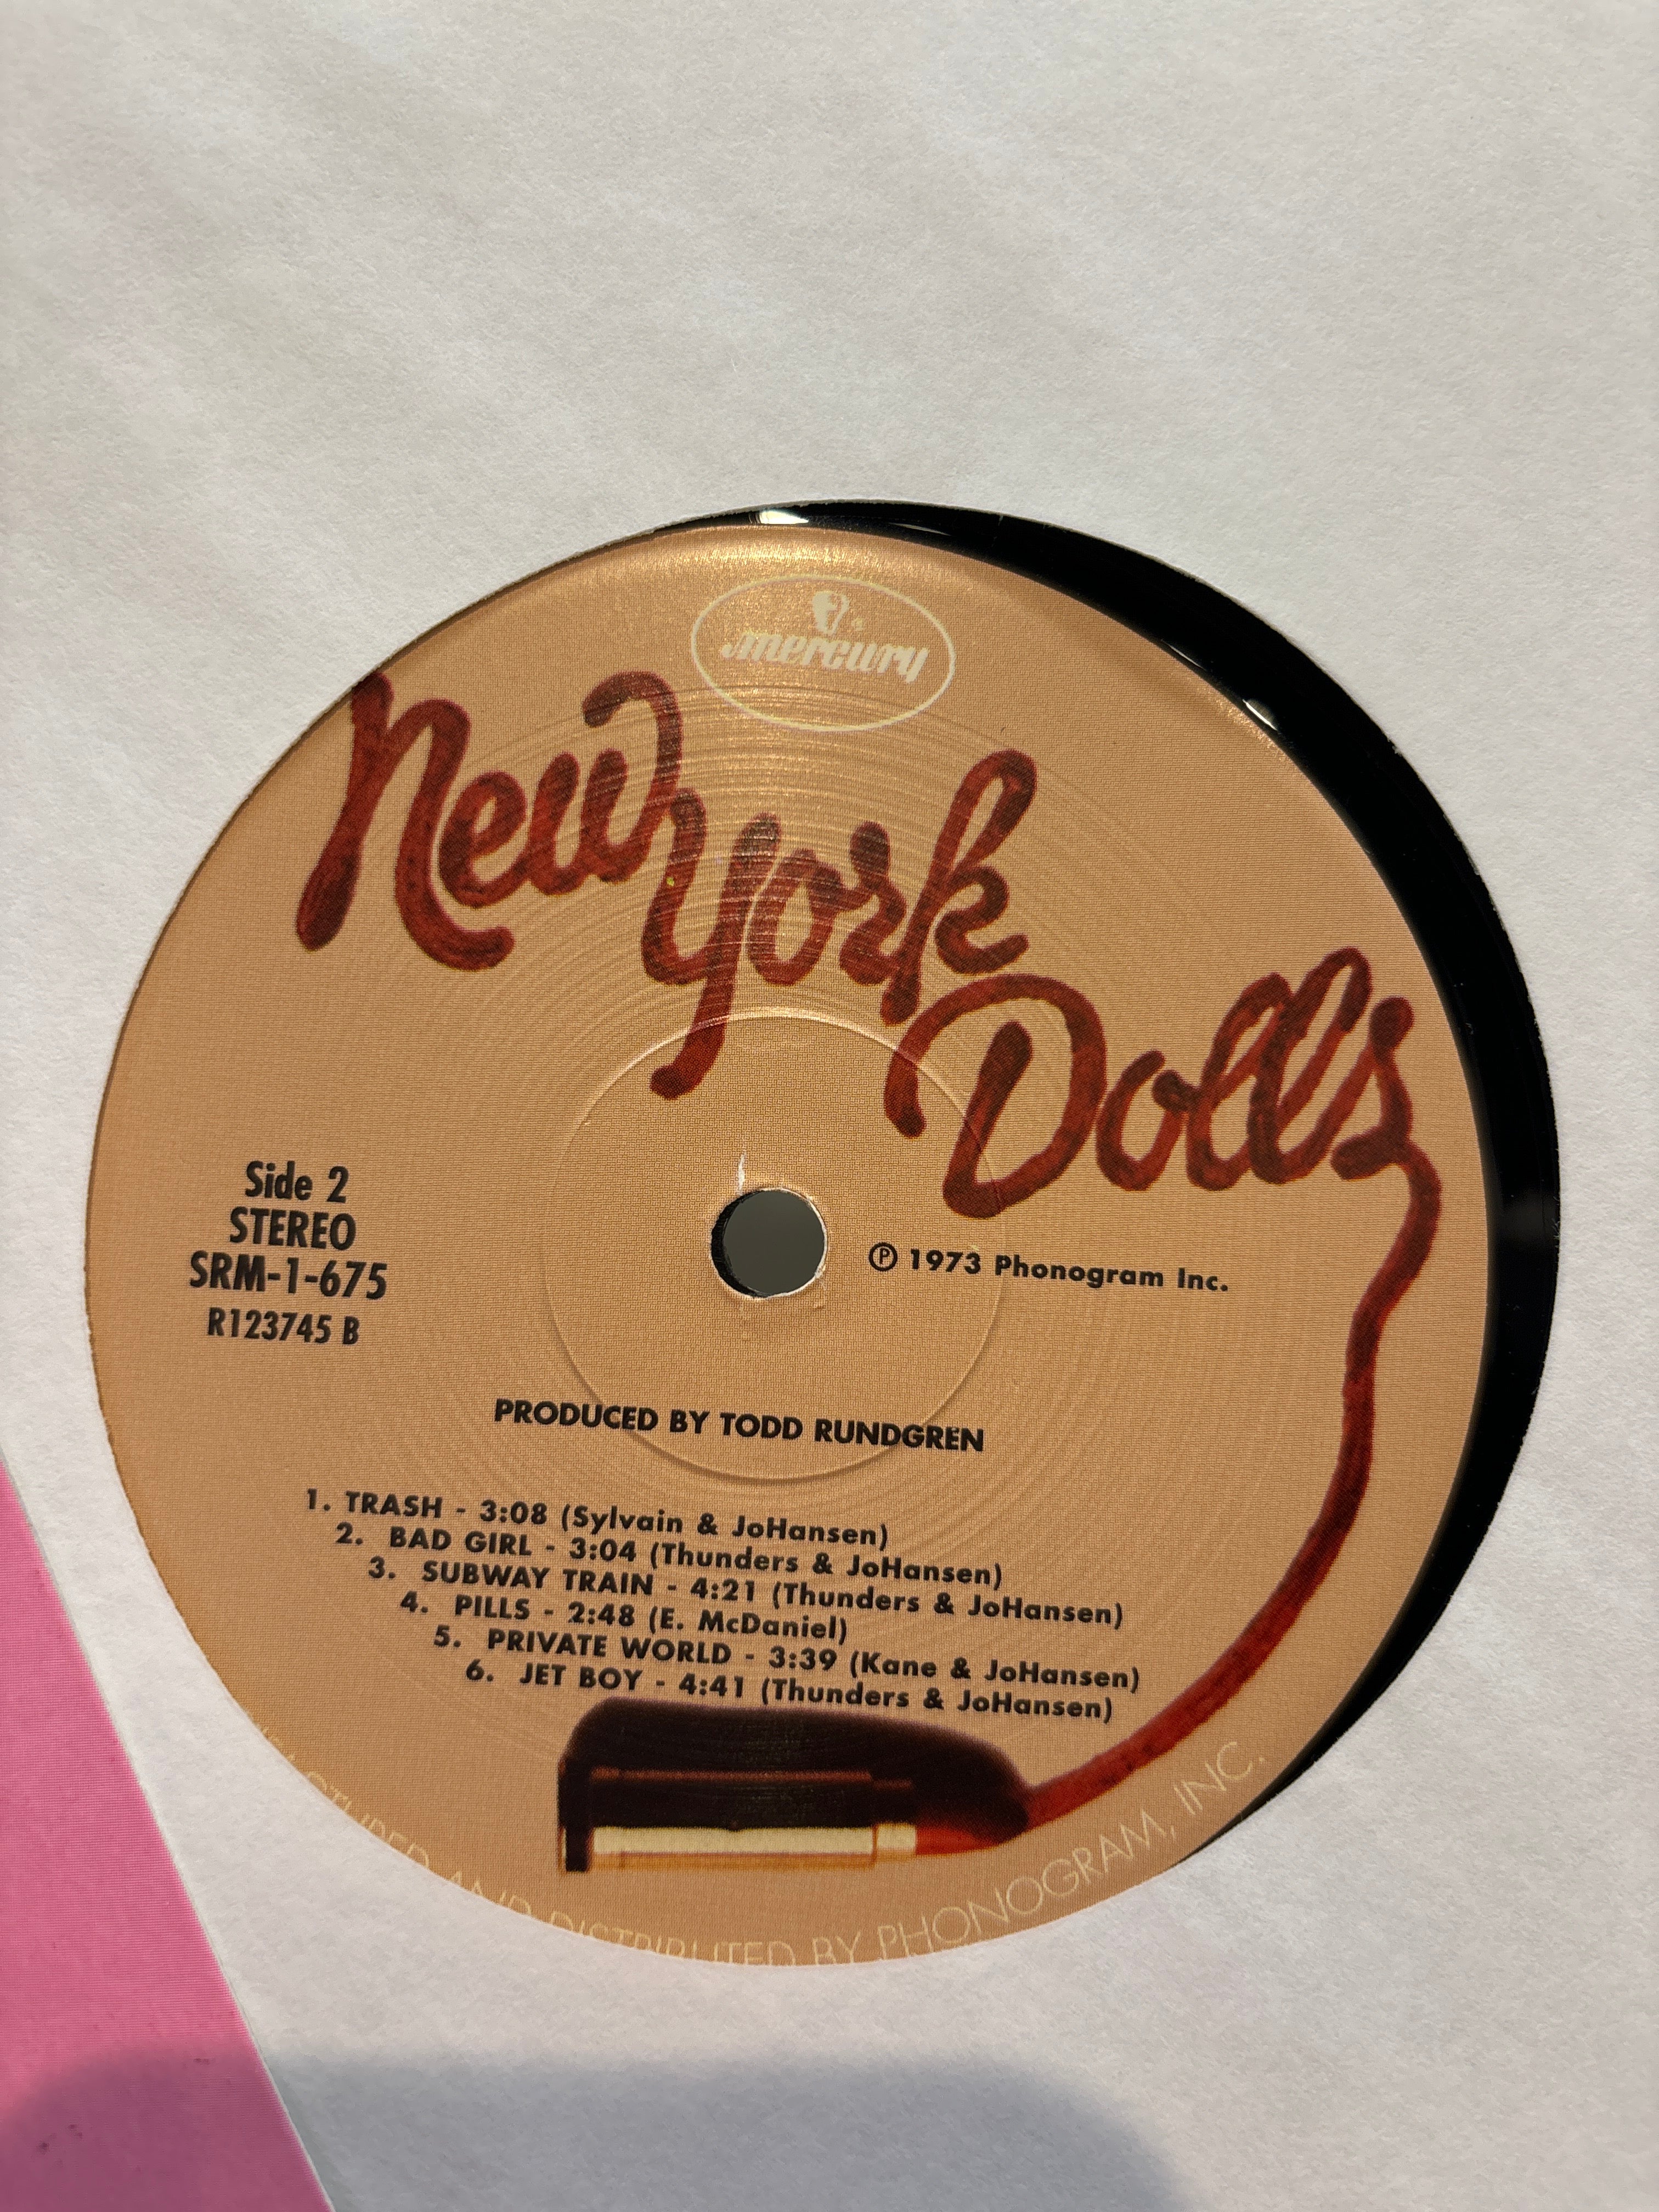 mercury
New York Dolls
Side 2
STEREO
SRM-1-675
R123745 B
℗ 1973 Phonogram Inc.
PRODUCED BY TODD RUNDGREN
1. TRASH - 3:08 (Sylvain & JoHansen)
2. BAD GIRL - 3:04 (Thunders & JoHansen)
3. SUBWAY TRAIN - 4:21 (Thunders & JoHansen)
4. PILLS - 2:48 (E. McDaniel)
5. PRIVATE WORLD - 3:39 (Kane & JoHansen)
6. JET BOY - 4:41 (Thunders & JoHansen)
AND DISTRIBUTED BY PHONOGRAM, INC.